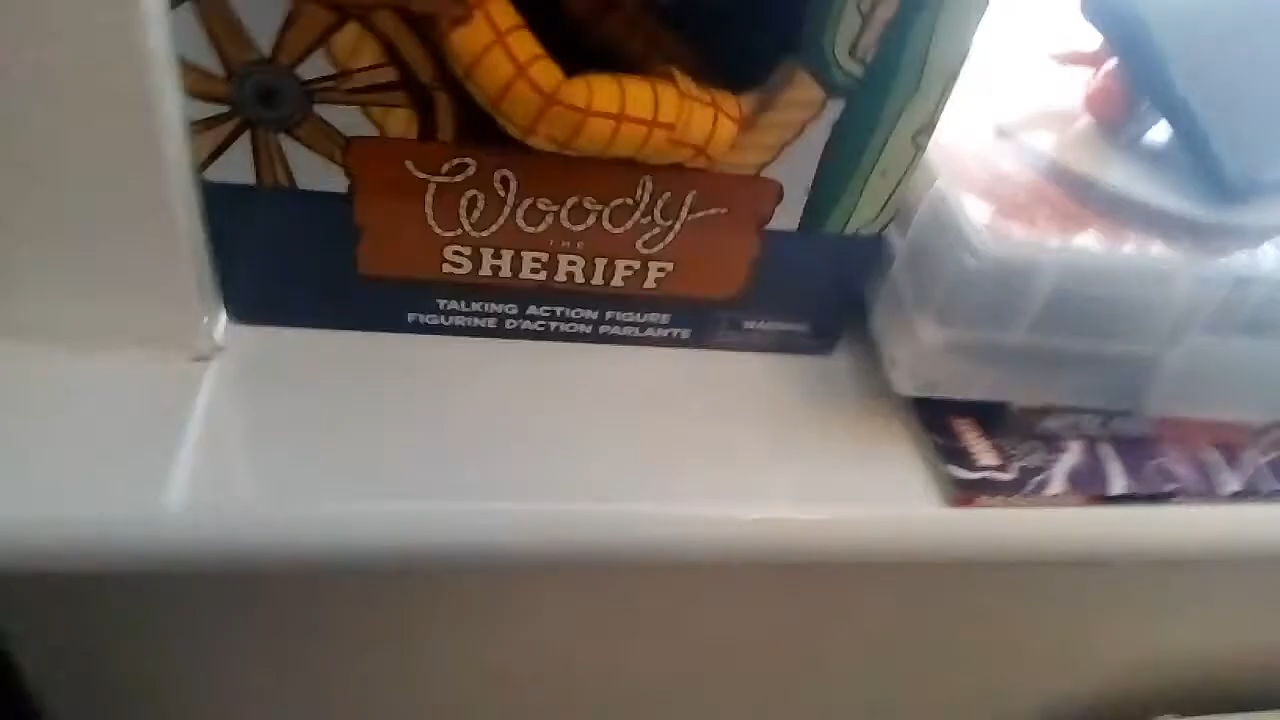 Woody
THE
SHERIFF
TALKING ACTION FIGURE
FIGURINE D'ACTION PARLANTE
WARNING